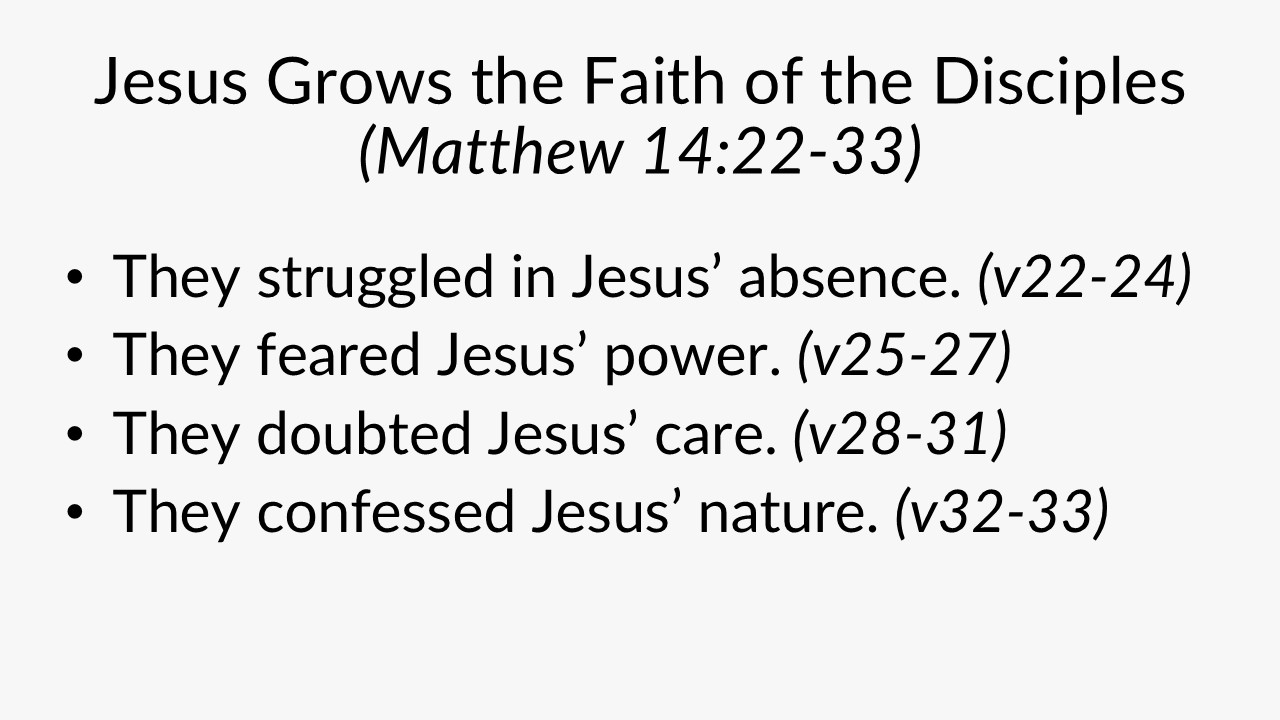 Jesus Grows the Faith of the Disciples
(Matthew 14:22-33)
• They struggled in Jesus’ absence. (v22-24)
• They feared Jesus’ power. (v25-27)
• They doubted Jesus’ care. (v28-31)
• They confessed Jesus’ nature. (v32-33)